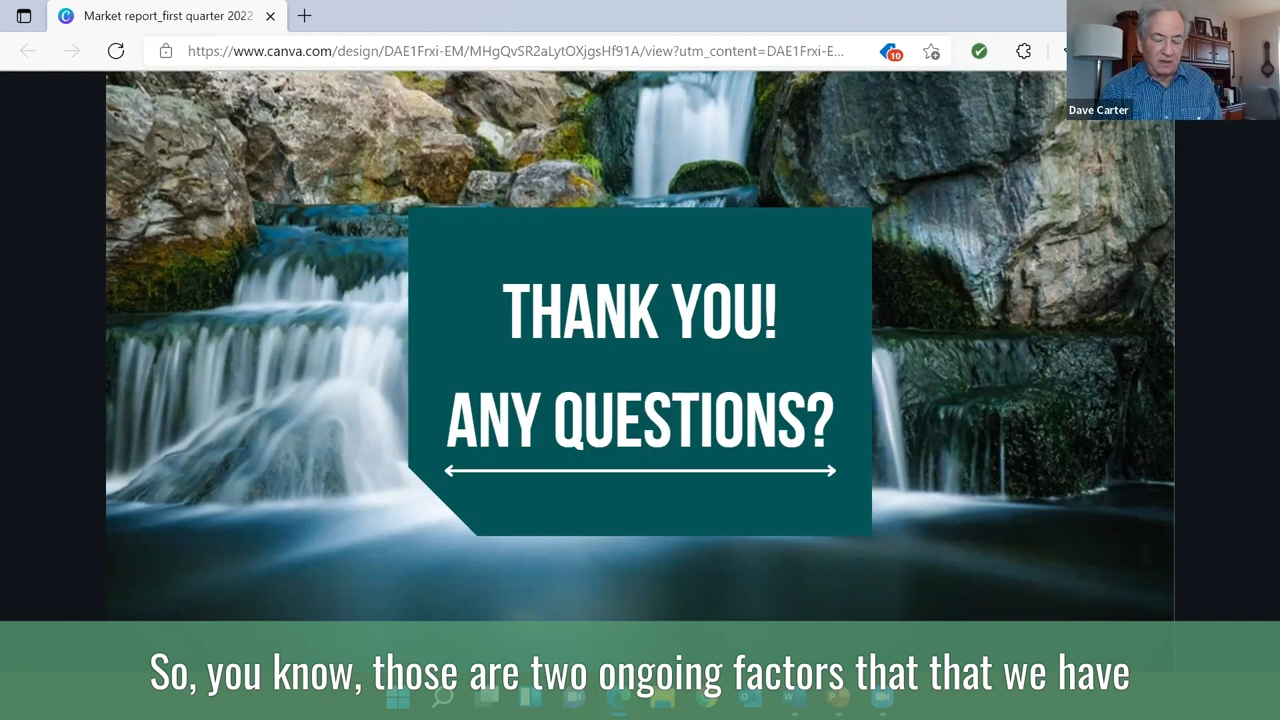 Market report_first quarter 2022
https://www.canva.com/design/DAE1Frxi-EM/MHgQvSR2aLytOXjgsHf91A/view?utm_content=DAE1Frxi-E...
10
Dave Carter
THANK YOU!
ANY QUESTIONS?
So, you know, those are two ongoing factors that that we have